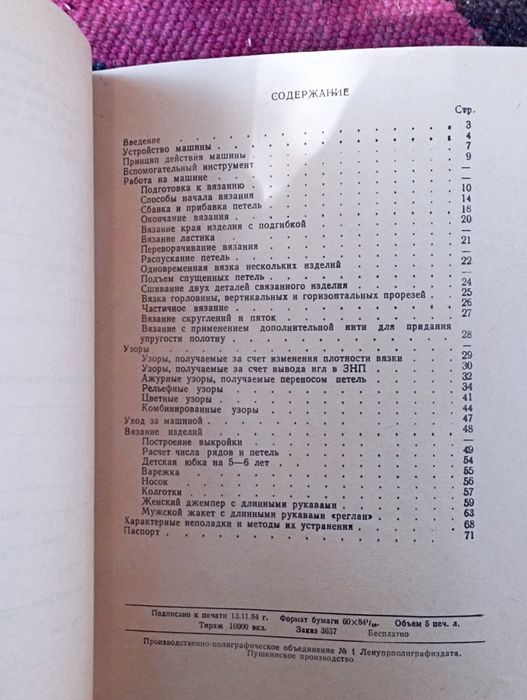 СОДЕРЖАНИЕ
Стр.
Введение 3
Устройство машины 4
Принцип действия машины 7
Вспомогательный инструмент 9
Работа на машине —
Подготовка к вязанию —
Способы начала вязания 10
Сбавка и прибавка петель 14
Окончание вязания 18
Вязание края изделия с подгибкой 20
Вязание ластика —
Переворачивание вязания 21
Распускание петель —
Одновременная вязка нескольких изделий 22
Подъем спущенных петель —
Сшивание двух деталей связанного изделия 24
Вязка горловины, вертикальных и горизонтальных прорезей 25
Частичное вязание 26
Вязание скруглений и пяток 27
Вязание с применением дополнительной нити для придания
упругости полотну 28
Узоры —
Узоры, получаемые за счет изменения плотности вязки 29
Узоры, получаемые за счет вывода игл в ЗНП 30
Ажурные узоры, получаемые переносом петель 32
Рельефные узоры 34
Цветные узоры 41
Комбинированные узоры 44
Уход за машиной 47
Вязание изделий 48
Построение выкройки —
Расчет числа рядов и петель 49
Детская юбка на 5—6 лет 54
Варежка 55
Носок 56
Колготки 57
Женский джемпер с длинными рукавами 59
Мужской жакет с длинными рукавами «реглан» 63
Характерные неполадки и методы их устранения 68
Паспорт 71
Подписано к печати 13.11.84 г. Формат бумаги 60×84¹/₁₆. Объем 5 печ. л.
Тираж 10000 экз. Заказ 3657 Бесплатно
Производственно-полиграфическое объединение № 1 Ленупрполиграфиздата.
Пушкинское производство